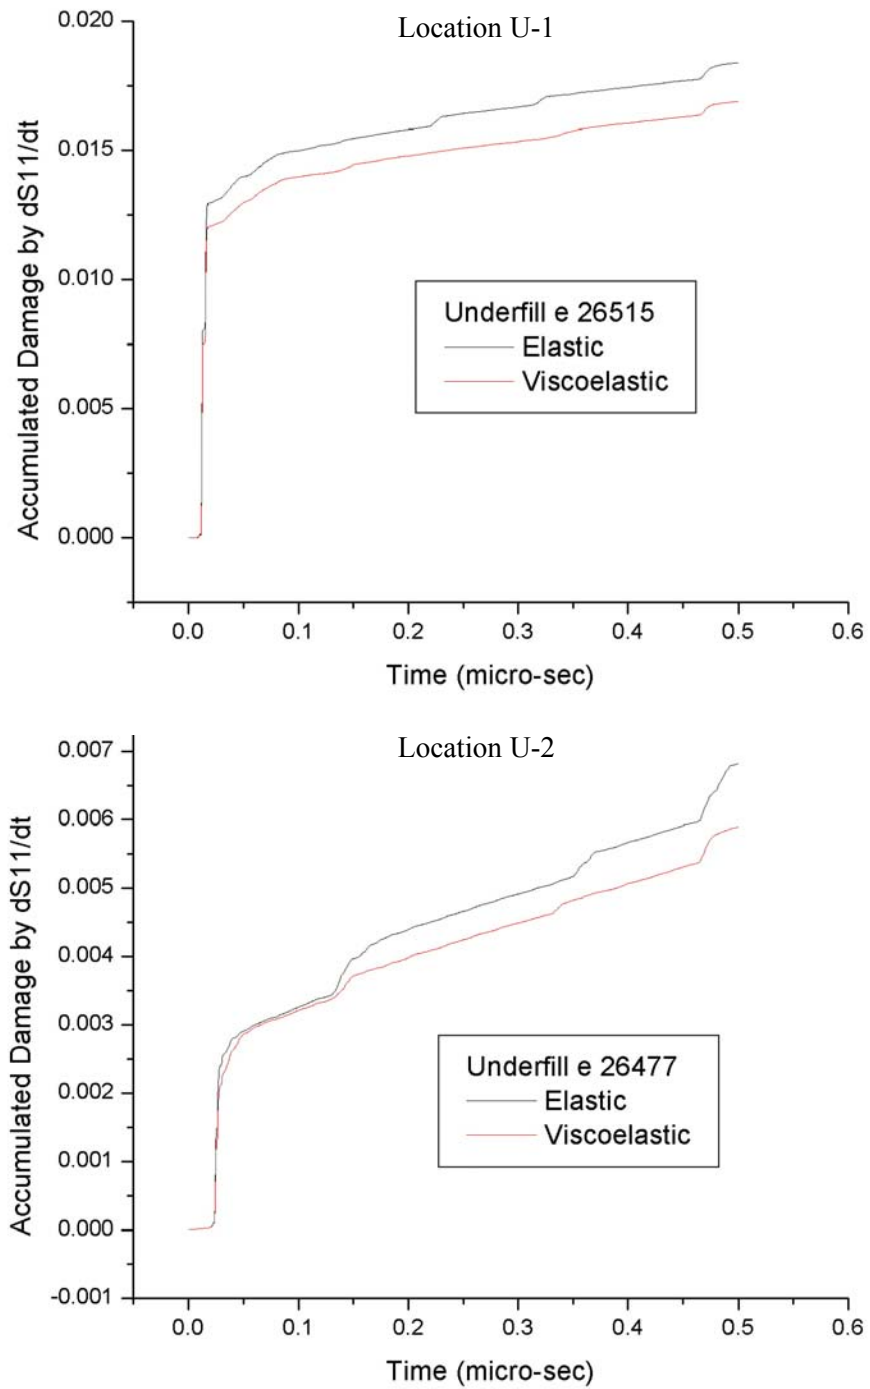 Location U-1
0.020
0.015
0.010
0.005
0.000
Accumulated Damage by dS11/dt
Underfill e 26515
Elastic
Viscoelastic
0.0 0.1 0.2 0.3 0.4 0.5 0.6
Time (micro-sec)
Location U-2
0.007
0.006
0.005
0.004
0.003
0.002
0.001
0.000
-0.001
Accumulated Damage by dS11/dt
Underfill e 26477
Elastic
Viscoelastic
0.0 0.1 0.2 0.3 0.4 0.5 0.6
Time (micro-sec)